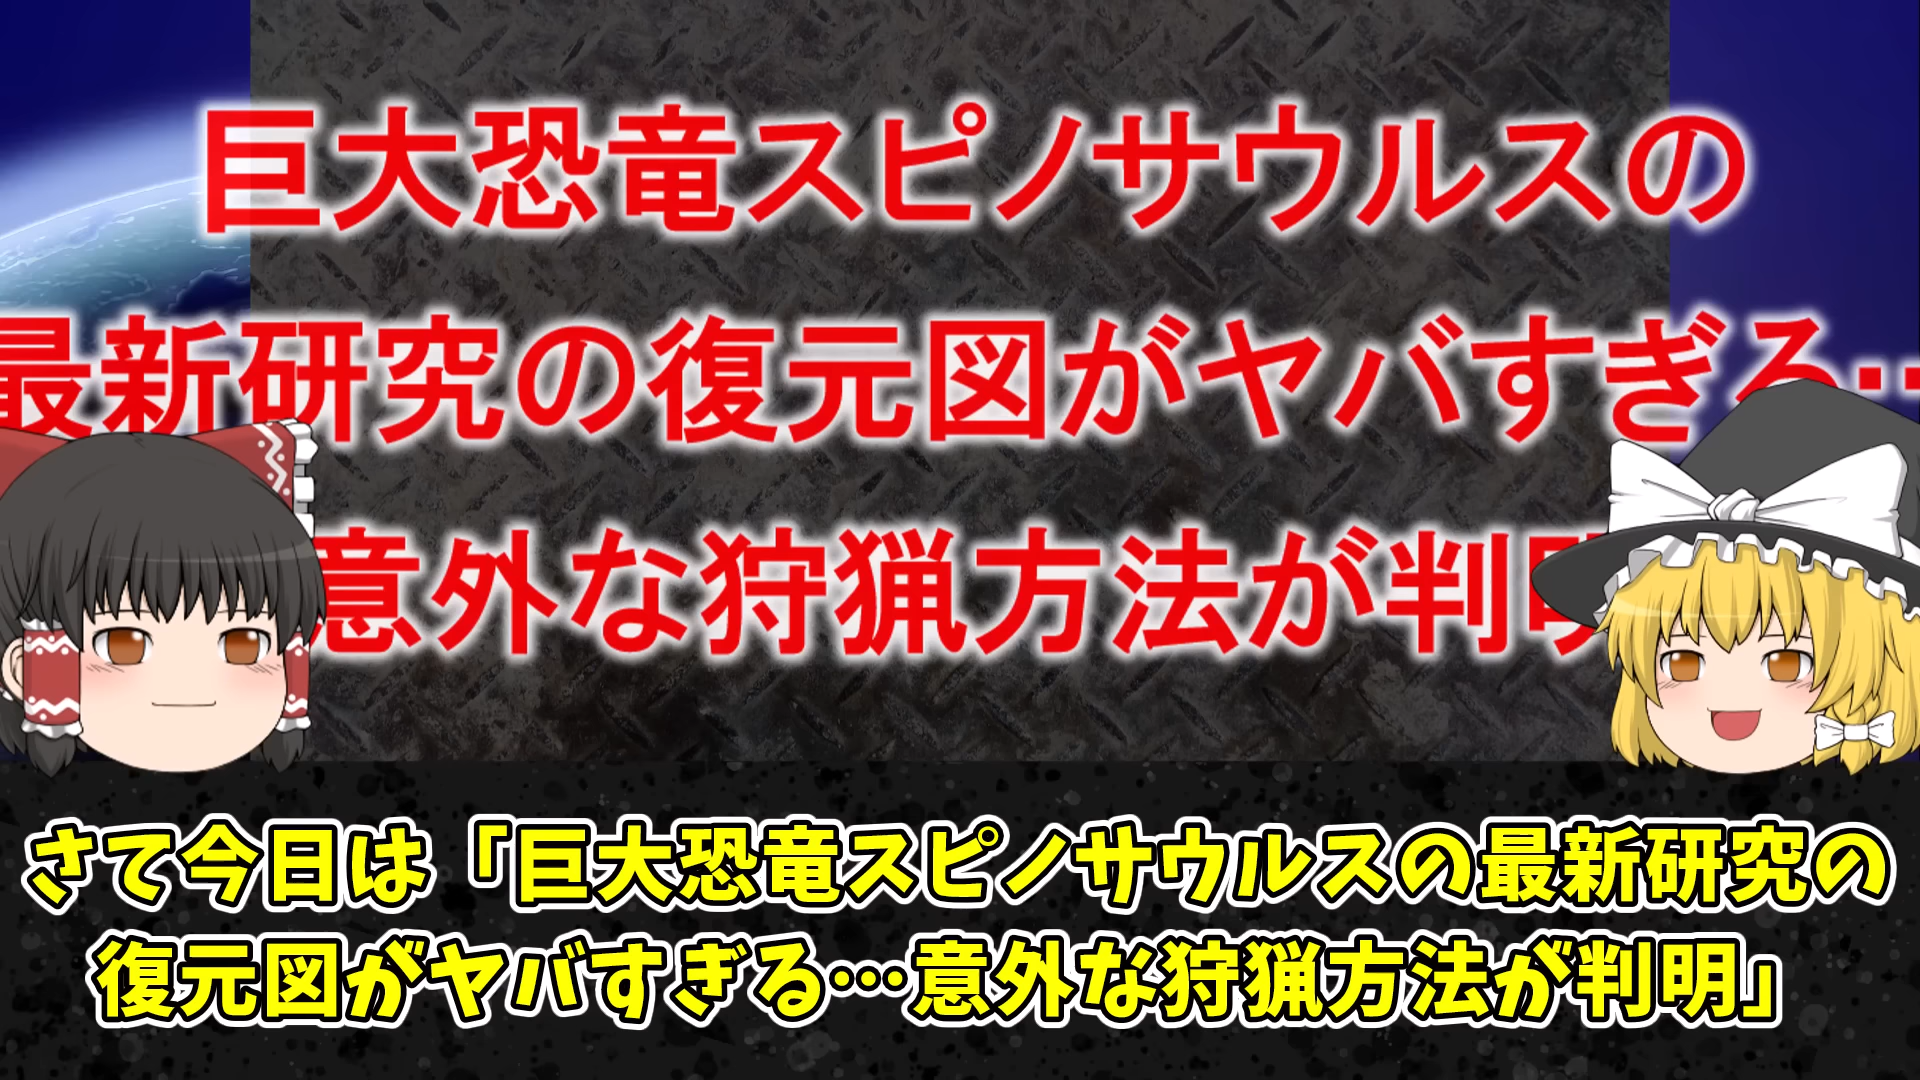 巨大恐竜スピノサウルスの
最新研究の復元図がヤバすぎる…
意外な狩猟方法が判明
さて今日は「巨大恐竜スピノサウルスの最新研究の
復元図がヤバすぎる…意外な狩猟方法が判明」